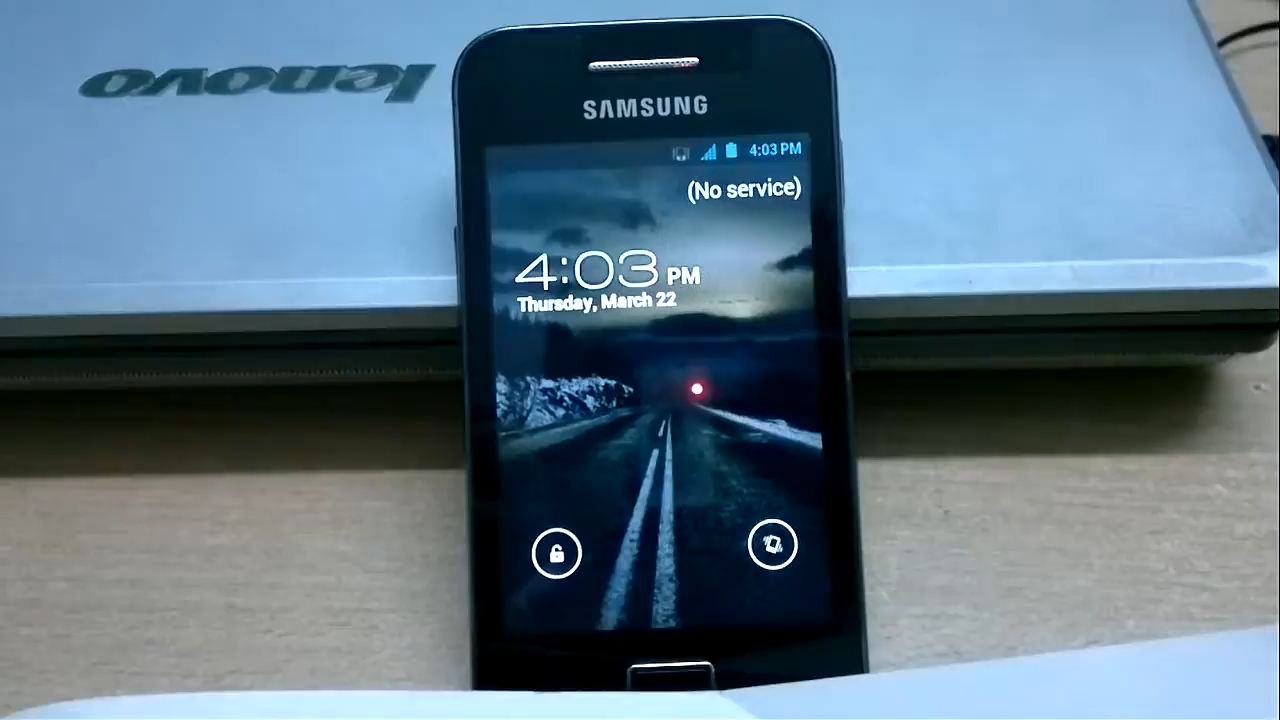 lenovo
SAMSUNG
4:03 PM
(No service)
4:03 PM
Thursday, March 22